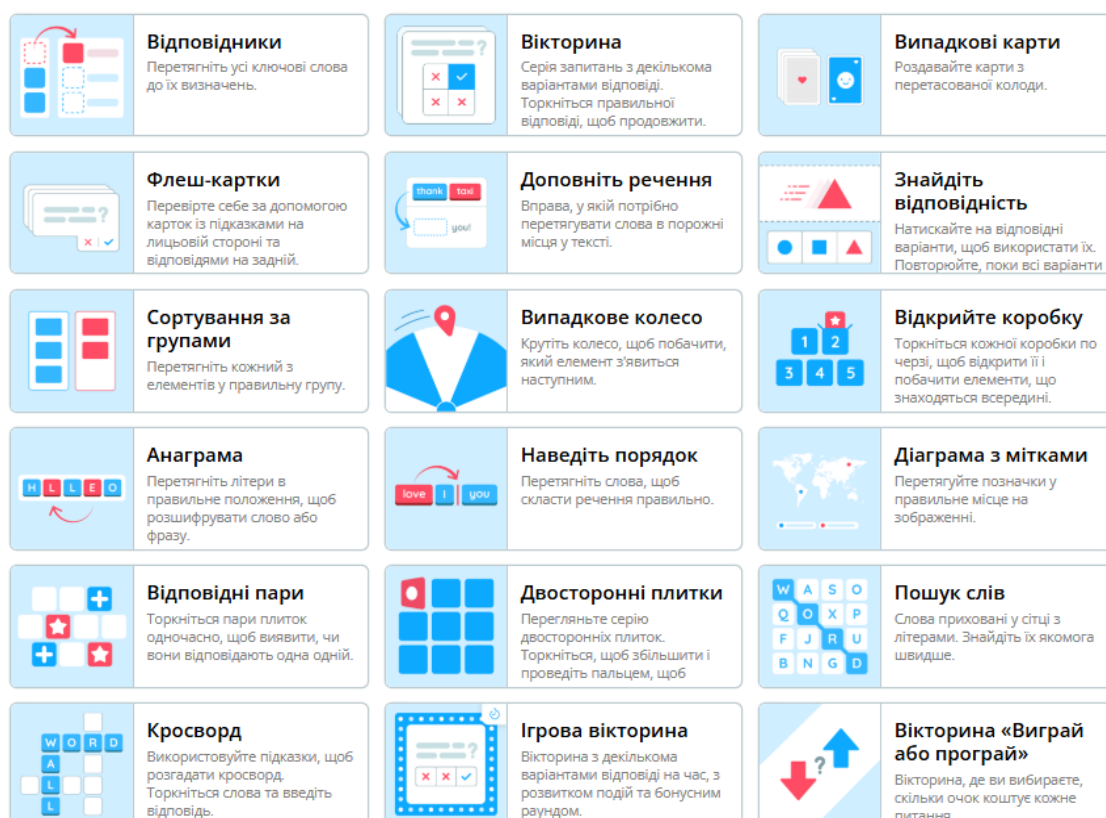 Відповідники
Перетягніть усі ключові слова
до їх визначень.
?
Вікторина
Серія запитань з декількома
варіантами відповіді.
Торкніться правильної
відповіді, щоб продовжити.
Випадкові карти
Роздавайте карти з
перетасованої колоди.
?
Флеш-картки
Перевірте себе за допомогою
карток із підказками на
лицьовій стороні та
відповідями на задній.
thank taxi
you!
Доповніть речення
Вправа, у якій потрібно
перетягувати слова в порожні
місця у тексті.
Знайдіть
відповідність
Натискайте на відповідні
варіанти, щоб використати їх.
Повторюйте, поки всі варіанти
Сортування за
групами
Перетягніть кожний з
елементів у правильну групу.
Випадкове колесо
Крутіть колесо, щоб побачити,
який елемент з'явиться
наступним.
1 2
3 4 5
Відкрийте коробку
Торкніться кожної коробки по
черзі, щоб відкрити її і
побачити елементи, що
знаходяться всередині.
H L L E O
Анаграма
Перетягніть літери в
правильне положення, щоб
розшифрувати слово або
фразу.
love I you
Наведіть порядок
Перетягніть слова, щоб
скласти речення правильно.
Діаграма з мітками
Перетягуйте позначки у
правильне місце на
зображенні.
Відповідні пари
Торкніться пари плиток
одночасно, щоб виявити, чи
вони відповідають одна одній.
Двосторонні плитки
Перегляньте серію
двосторонніх плиток.
Торкніться, щоб збільшити і
проведіть пальцем, щоб
W A S O
Q O X P
F J R U
B N G D
Пошук слів
Слова приховані у сітці з
літерами. Знайдіть їх якомога
швидше.
W O R D
A
L
L
Кросворд
Використовуйте підказки, щоб
розгадати кросворд.
Торкніться слова та введіть
відповідь.
?
Ігрова вікторина
Вікторина з декількома
варіантами відповіді на час, з
розвитком подій та бонусним
раундом.
?
Вікторина «Виграй
або програй»
Вікторина, де ви вибираєте,
скільки очок коштує кожне
питання.